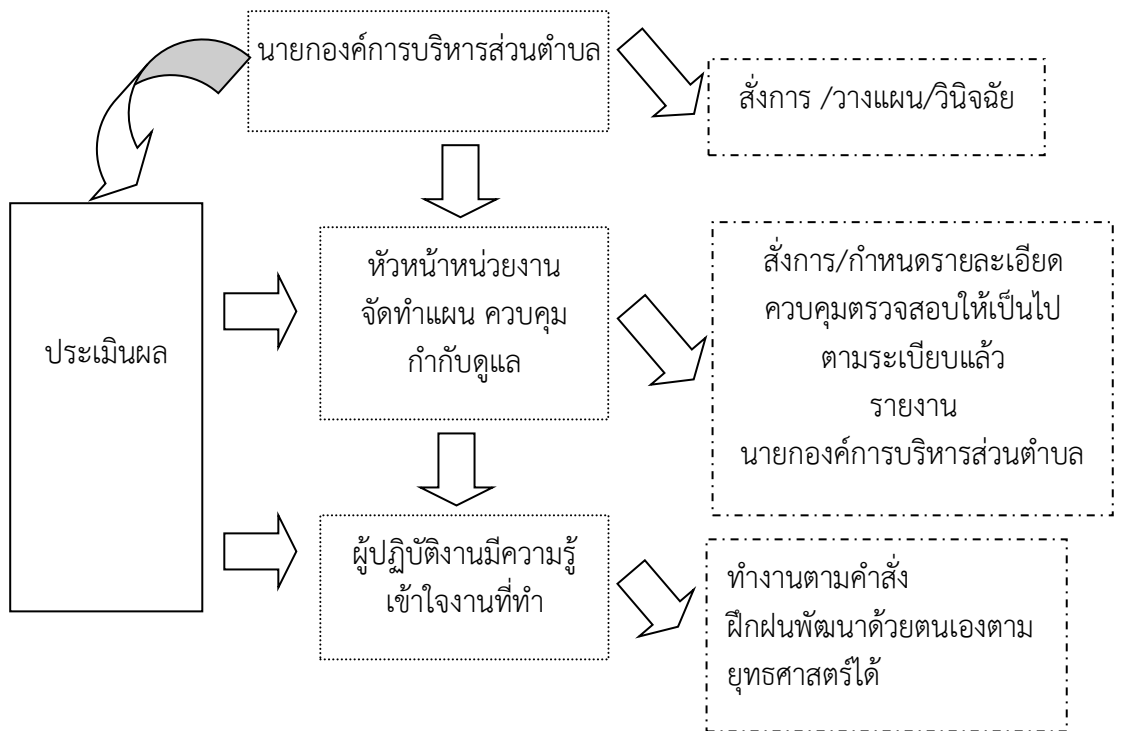 นายกองค์การบริหารส่วนตำบล
สั่งการ /วางแผน/วินิจฉัย
ประเมินผล
หัวหน้าหน่วยงาน
จัดทำแผน ควบคุม
กำกับดูแล
สั่งการ/กำหนดรายละเอียด
ควบคุมตรวจสอบให้เป็นไป
ตามระเบียบแล้ว
รายงาน
นายกองค์การบริหารส่วนตำบล
ผู้ปฏิบัติงานมีความรู้
เข้าใจงานที่ทำ
ทำงานตามคำสั่ง
ฝึกฝนพัฒนาด้วยตนเองตาม
ยุทธศาสตร์ได้